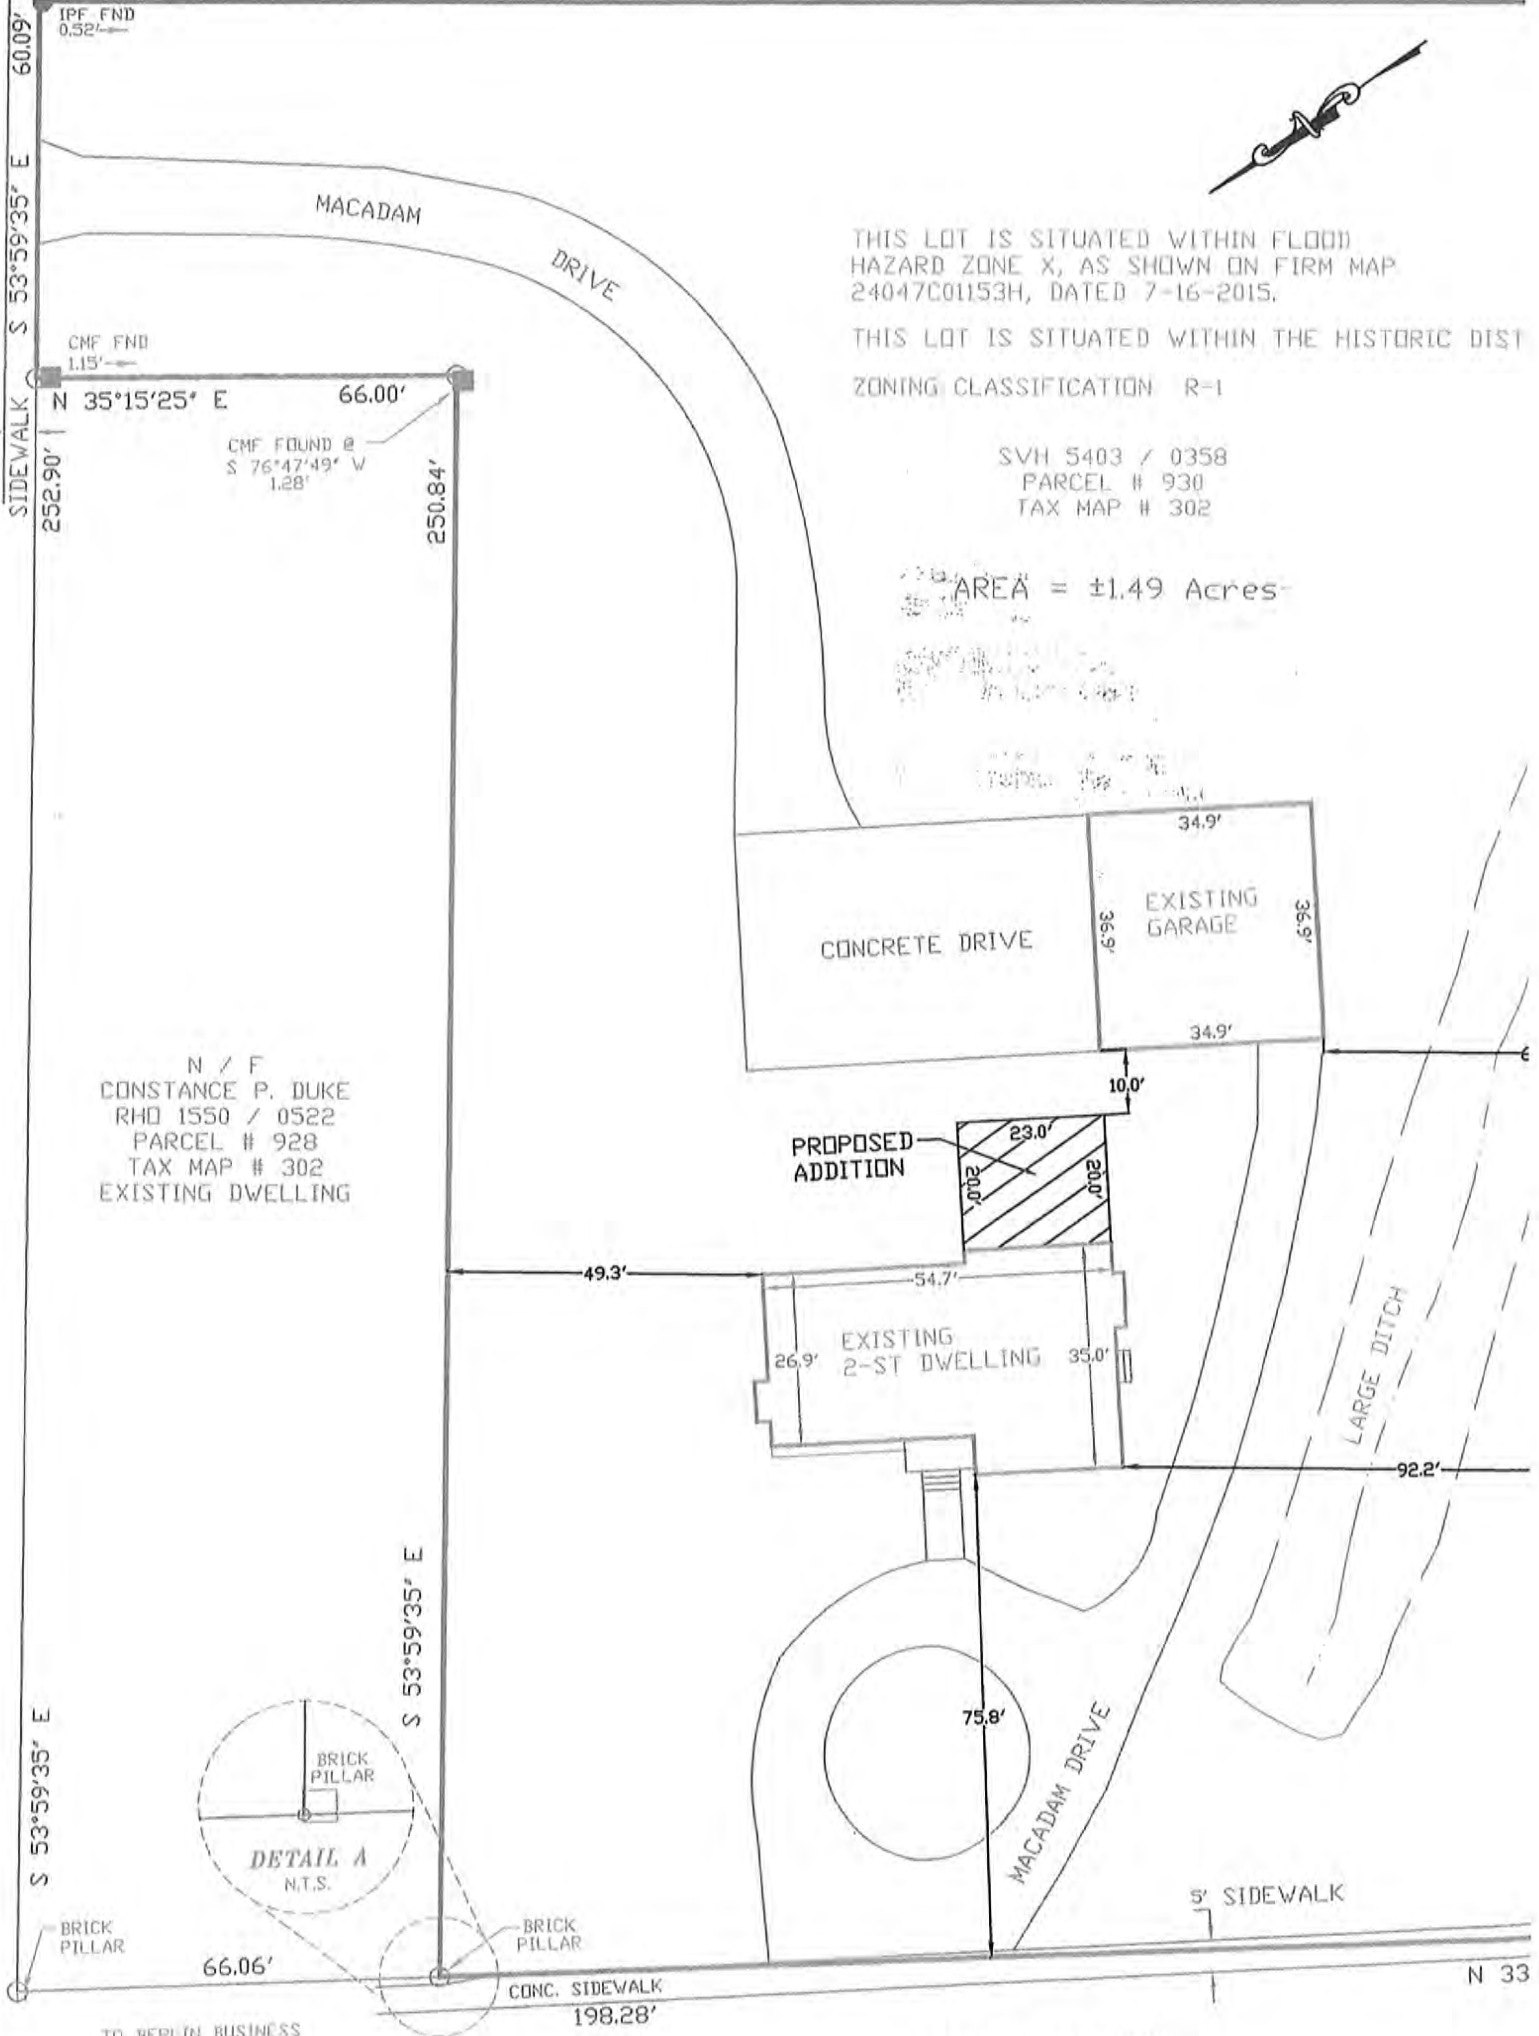 60.09'
IPF FND
0.52'
S 53°59'35" E
MACADAM
DRIVE
THIS LOT IS SITUATED WITHIN FLOOD
HAZARD ZONE X, AS SHOWN ON FIRM MAP
24047C01153H, DATED 7-16-2015.
THIS LOT IS SITUATED WITHIN THE HISTORIC DIST
ZONING CLASSIFICATION R-1
CMF FND
1.15'
N 35°15'25" E
66.00'
SIDEWALK
252.90'
CMF FOUND @
S 76°47'49" W
1.28'
250.84'
SVH 5403 / 0358
PARCEL # 930
TAX MAP # 302
AREA = ±1.49 Acres
34.9'
EXISTING
GARAGE
36.9'
36.9'
34.9'
CONCRETE DRIVE
10.0'
N / F
CONSTANCE P. DUKE
RHO 1550 / 0522
PARCEL # 928
TAX MAP # 302
EXISTING DWELLING
PROPOSED
ADDITION
23.0'
20.0'
20.0'
49.3'
54.7'
EXISTING
2-ST DWELLING
26.9'
35.0'
LARGE DITCH
92.2'
S 53°59'35" E
S 53°59'35" E
75.8'
MACADAM DRIVE
BRICK
PILLAR
DETAIL A
N.T.S.
5' SIDEWALK
BRICK
PILLAR
BRICK
PILLAR
66.06'
CONC. SIDEWALK
198.28'
N 33
TO BERLIN BUSINESS